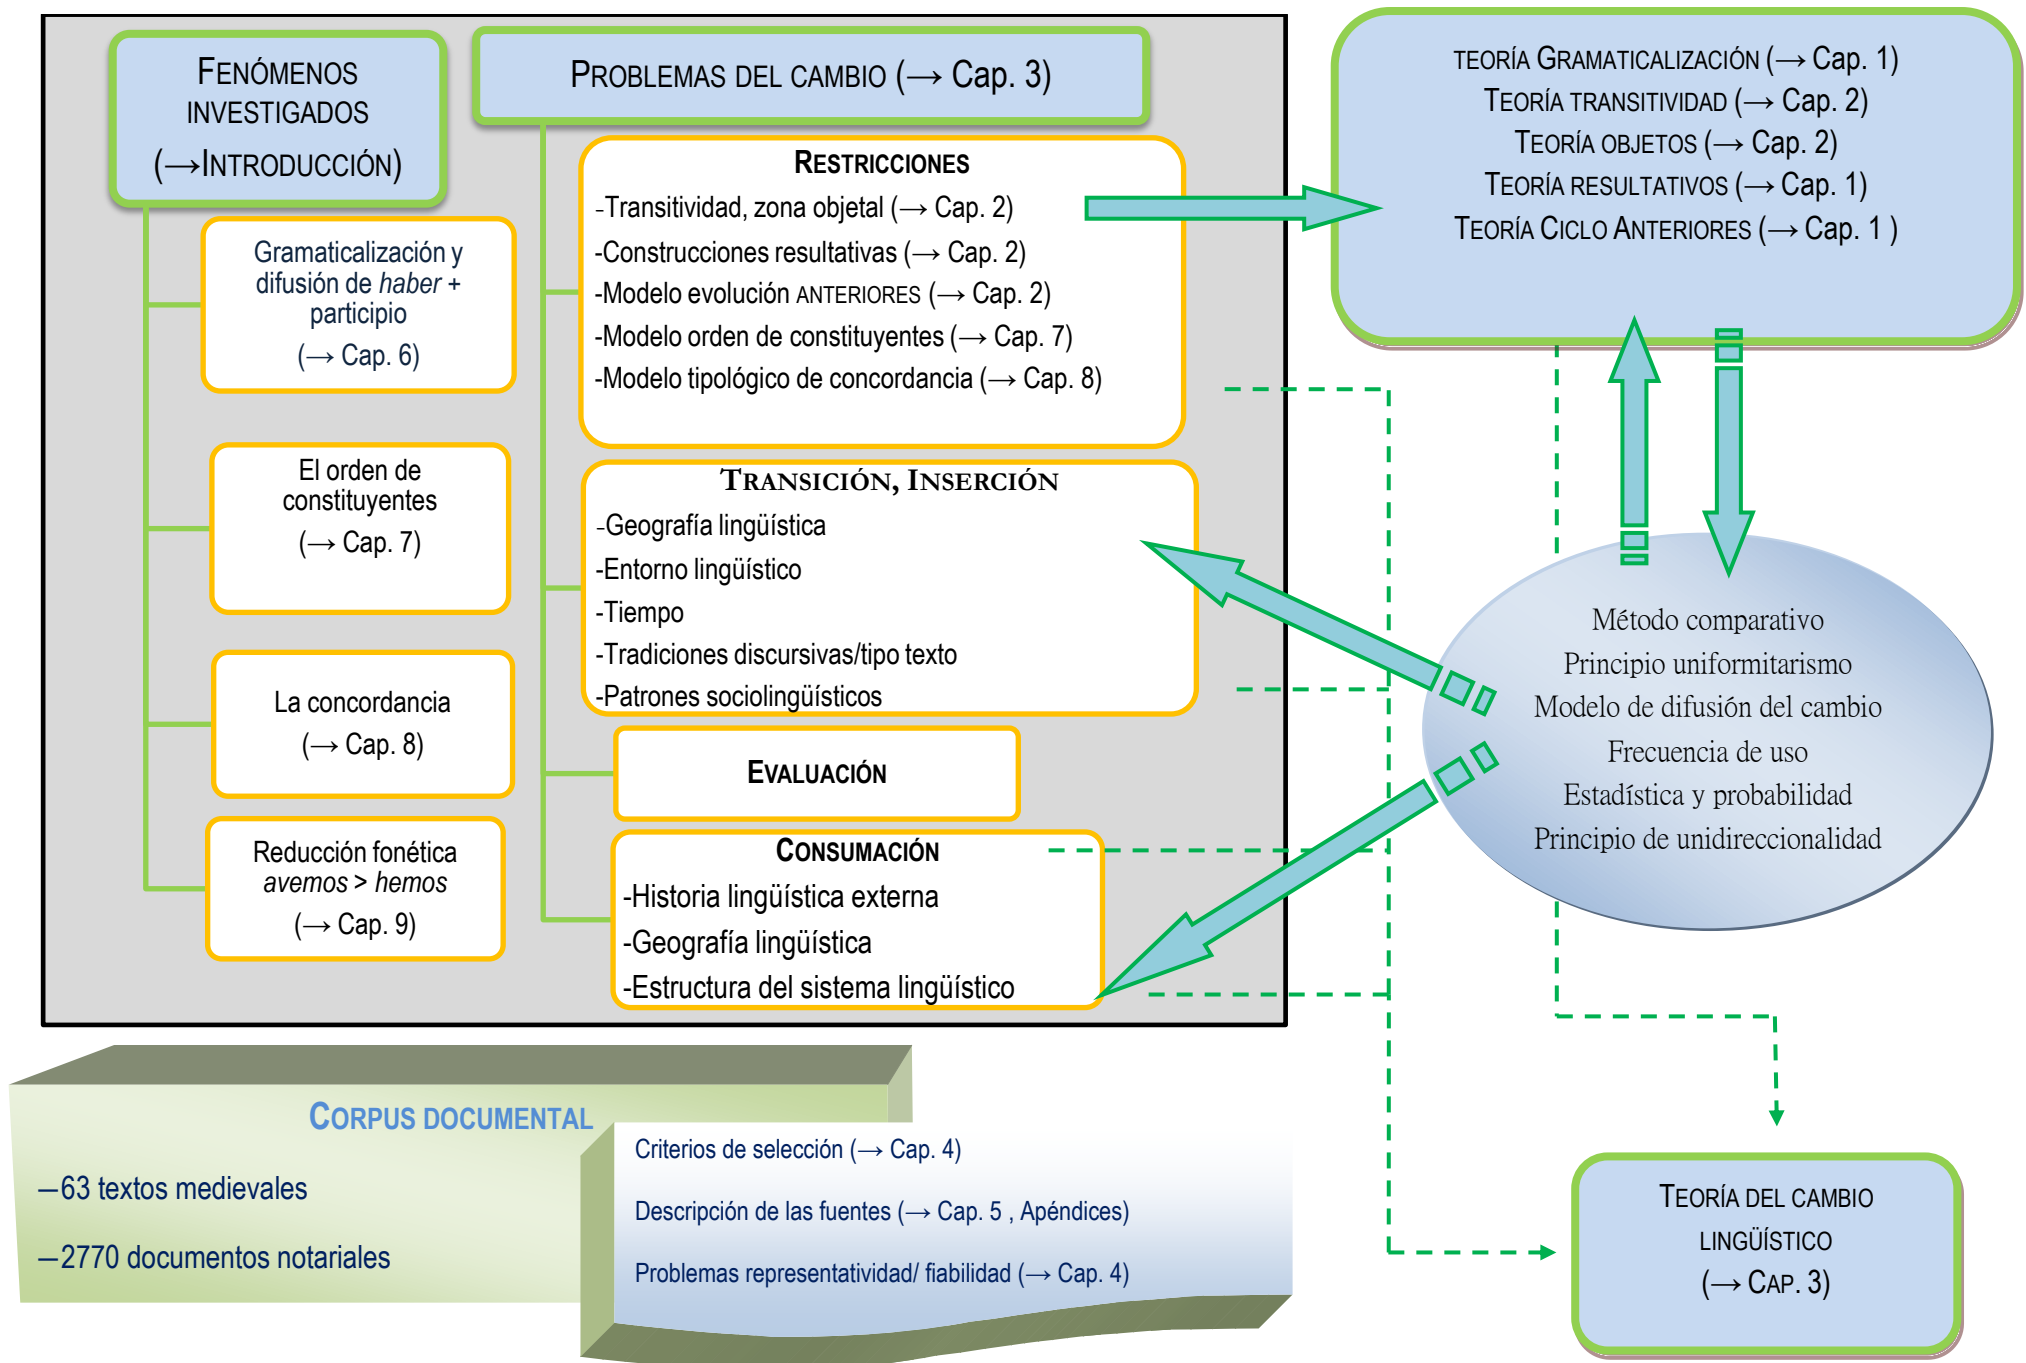 FENÓMENOS
INVESTIGADOS
(→INTRODUCCIÓN)
Gramaticalización y
difusión de haber +
participio
(→ Cap. 6)
El orden de
constituyentes
(→ Cap. 7)
La concordancia
(→ Cap. 8)
Reducción fonética
avemos > hemos
(→ Cap. 9)
PROBLEMAS DEL CAMBIO (→ Cap. 3)
RESTRICCIONES
-Transitividad, zona objetal (→ Cap. 2)
-Construcciones resultativas (→ Cap. 2)
-Modelo evolución ANTERIORES (→ Cap. 2)
-Modelo orden de constituyentes (→ Cap. 7)
-Modelo tipológico de concordancia (→ Cap. 8)
TRANSICIÓN, INSERCIÓN
-Geografía lingüística
-Entorno lingüístico
-Tiempo
-Tradiciones discursivas/tipo texto
-Patrones sociolingüísticos
EVALUACIÓN
CONSUMACIÓN
-Historia lingüística externa
-Geografía lingüística
-Estructura del sistema lingüístico
TEORÍA GRAMATICALIZACIÓN (→ Cap. 1)
TEORÍA TRANSITIVIDAD (→ Cap. 2)
TEORÍA OBJETOS (→ Cap. 2)
TEORÍA RESULTATIVOS (→ Cap. 1)
TEORÍA CICLO ANTERIORES (→ Cap. 1 )
Método comparativo
Principio uniformitarismo
Modelo de difusión del cambio
Frecuencia de uso
Estadística y probabilidad
Principio de unidireccionalidad
CORPUS DOCUMENTAL
—63 textos medievales
—2770 documentos notariales
Criterios de selección (→ Cap. 4)
Descripción de las fuentes (→ Cap. 5 , Apéndices)
Problemas representatividad/ fiabilidad (→ Cap. 4)
TEORÍA DEL CAMBIO
LINGÜÍSTICO
(→ CAP. 3)